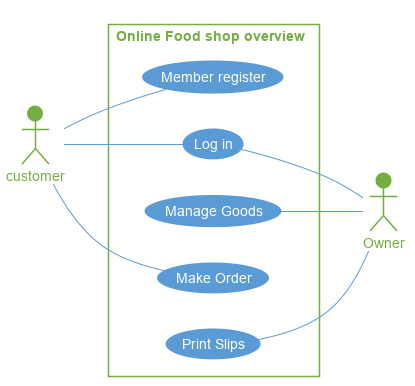 Online Food shop overview
Member register
Log in
customer
Manage Goods
Owner
Make Order
Print Slips